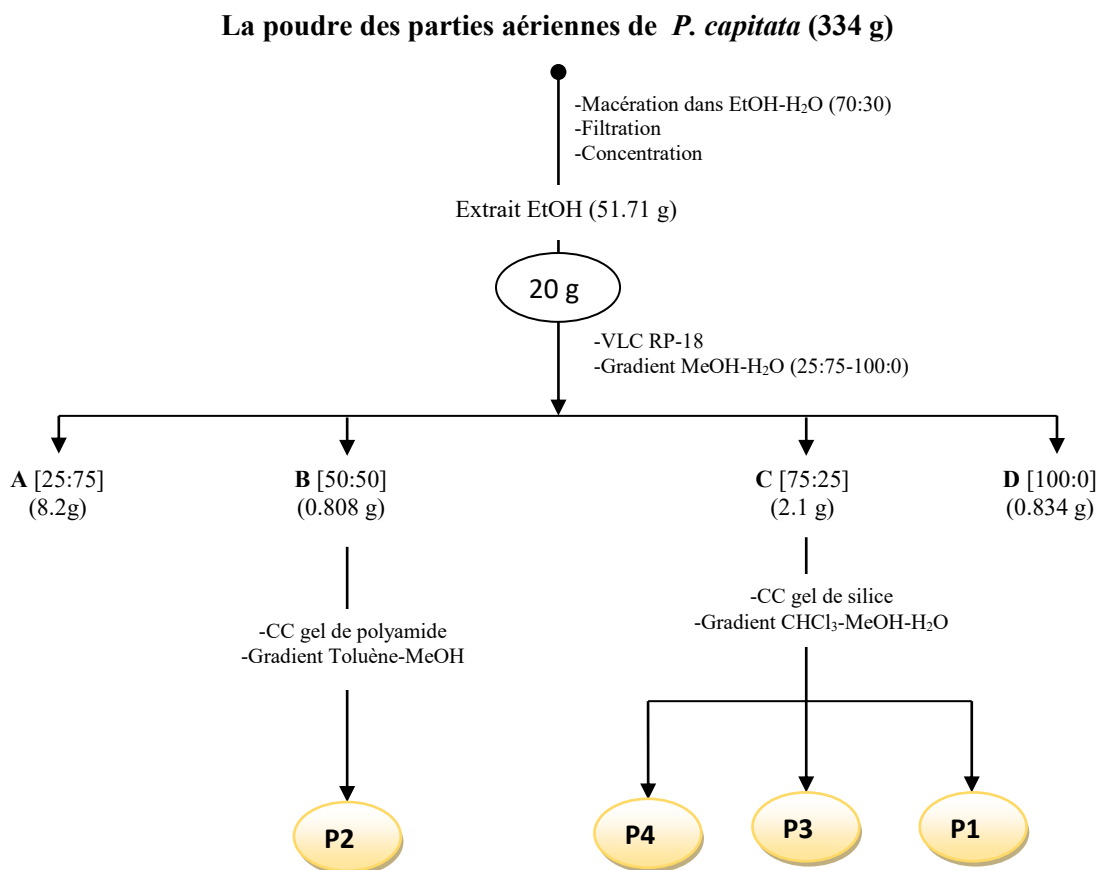 La poudre des parties aériennes de P. capitata (334 g)
-Macération dans EtOH-H₂O (70:30)
-Filtration
-Concentration
Extrait EtOH (51.71 g)
20 g
-VLC RP-18
-Gradient MeOH-H₂O (25:75-100:0)
A [25:75]
(8.2g)
B [50:50]
(0.808 g)
C [75:25]
(2.1 g)
D [100:0]
(0.834 g)
-CC gel de polyamide
-Gradient Toluène-MeOH
-CC gel de silice
-Gradient CHCl₃-MeOH-H₂O
P2
P4
P3
P1